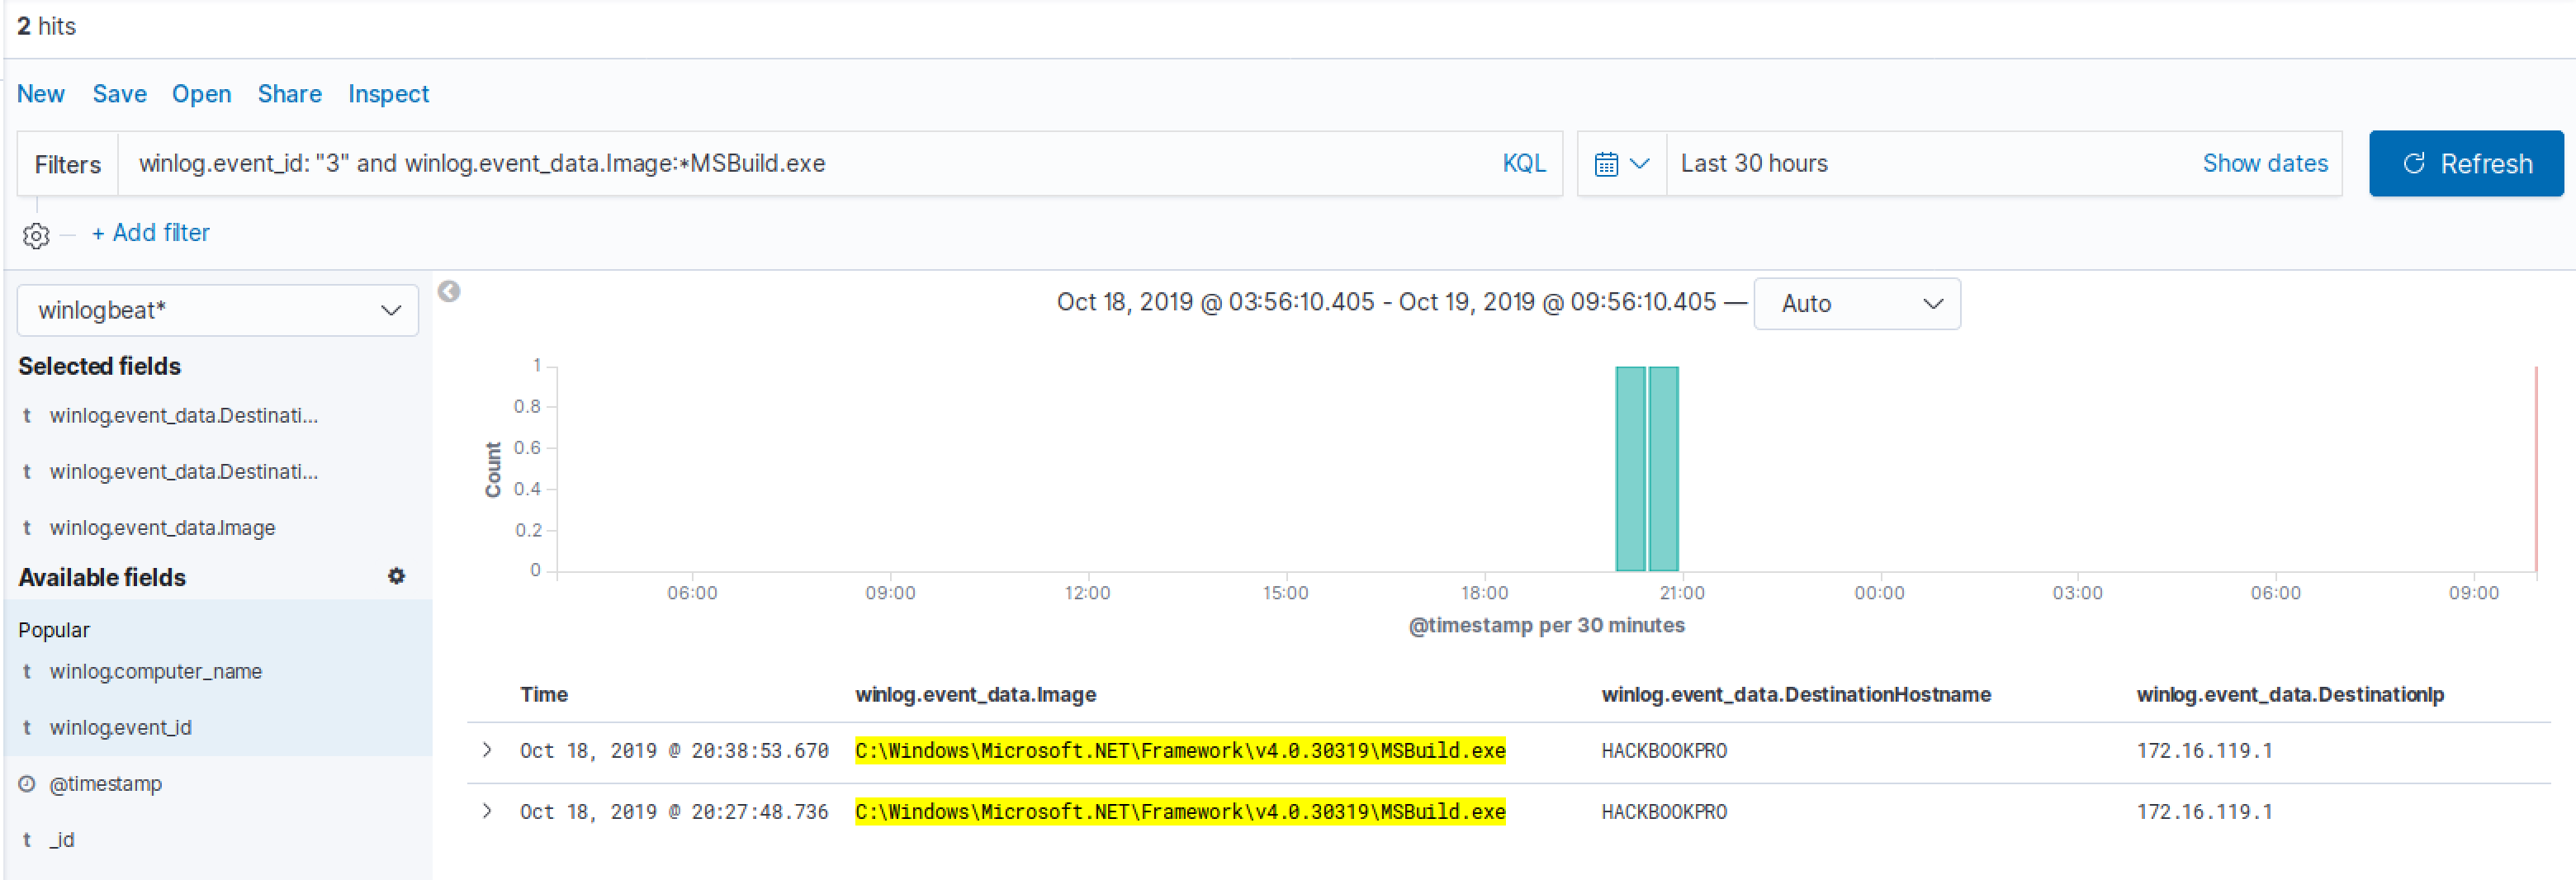 2 hits
New Save Open Share Inspect
Filters winlog.event_id: "3" and winlog.event_data.Image:*MSBuild.exe KQL Last 30 hours Show dates Refresh
+ Add filter
winlogbeat*
Oct 18, 2019 @ 03:56:10.405 - Oct 19, 2019 @ 09:56:10.405 — Auto
Selected fields
t winlog.event_data.Destinati...
t winlog.event_data.Destinati...
t winlog.event_data.Image
Available fields
Popular
t winlog.computer_name
t winlog.event_id
@timestamp
t _id
Count
1
0.8
0.6
0.4
0.2
0
06:00 09:00 12:00 15:00 18:00 21:00 00:00 03:00 06:00 09:00
@timestamp per 30 minutes
Time winlog.event_data.Image winlog.event_data.DestinationHostname winlog.event_data.DestinationIp
Oct 18, 2019 @ 20:38:53.670 C:\Windows\Microsoft.NET\Framework\v4.0.30319\MSBuild.exe HACKBOOKPRO 172.16.119.1
Oct 18, 2019 @ 20:27:48.736 C:\Windows\Microsoft.NET\Framework\v4.0.30319\MSBuild.exe HACKBOOKPRO 172.16.119.1